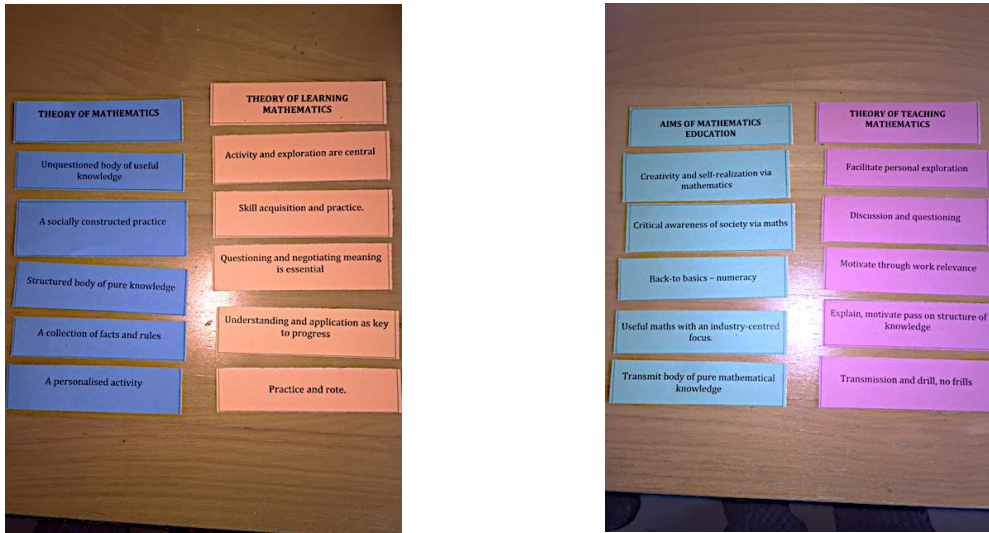 THEORY OF MATHEMATICS
Unquestioned body of useful
knowledge
A socially constructed practice
Structured body of pure knowledge
A collection of facts and rules
A personalised activity
THEORY OF LEARNING
MATHEMATICS
Activity and exploration are central
Skill acquisition and practice.
Questioning and negotiating meaning
is essential
Understanding and application as key
to progress
Practice and rote.
AIMS OF MATHEMATICS
EDUCATION
Creativity and self-realization via
mathematics
Critical awareness of society via maths
Back-to basics – numeracy
Useful maths with an industry-centred
focus.
Transmit body of pure mathematical
knowledge
THEORY OF TEACHING
MATHEMATICS
Facilitate personal exploration
Discussion and questioning
Motivate through work relevance
Explain, motivate pass on structure of
knowledge
Transmission and drill, no frills